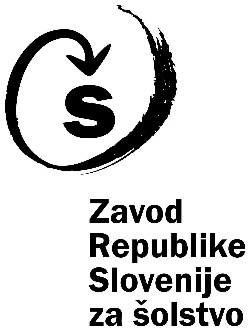 š
Zavod
Republike
Slovenije
za šolstvo